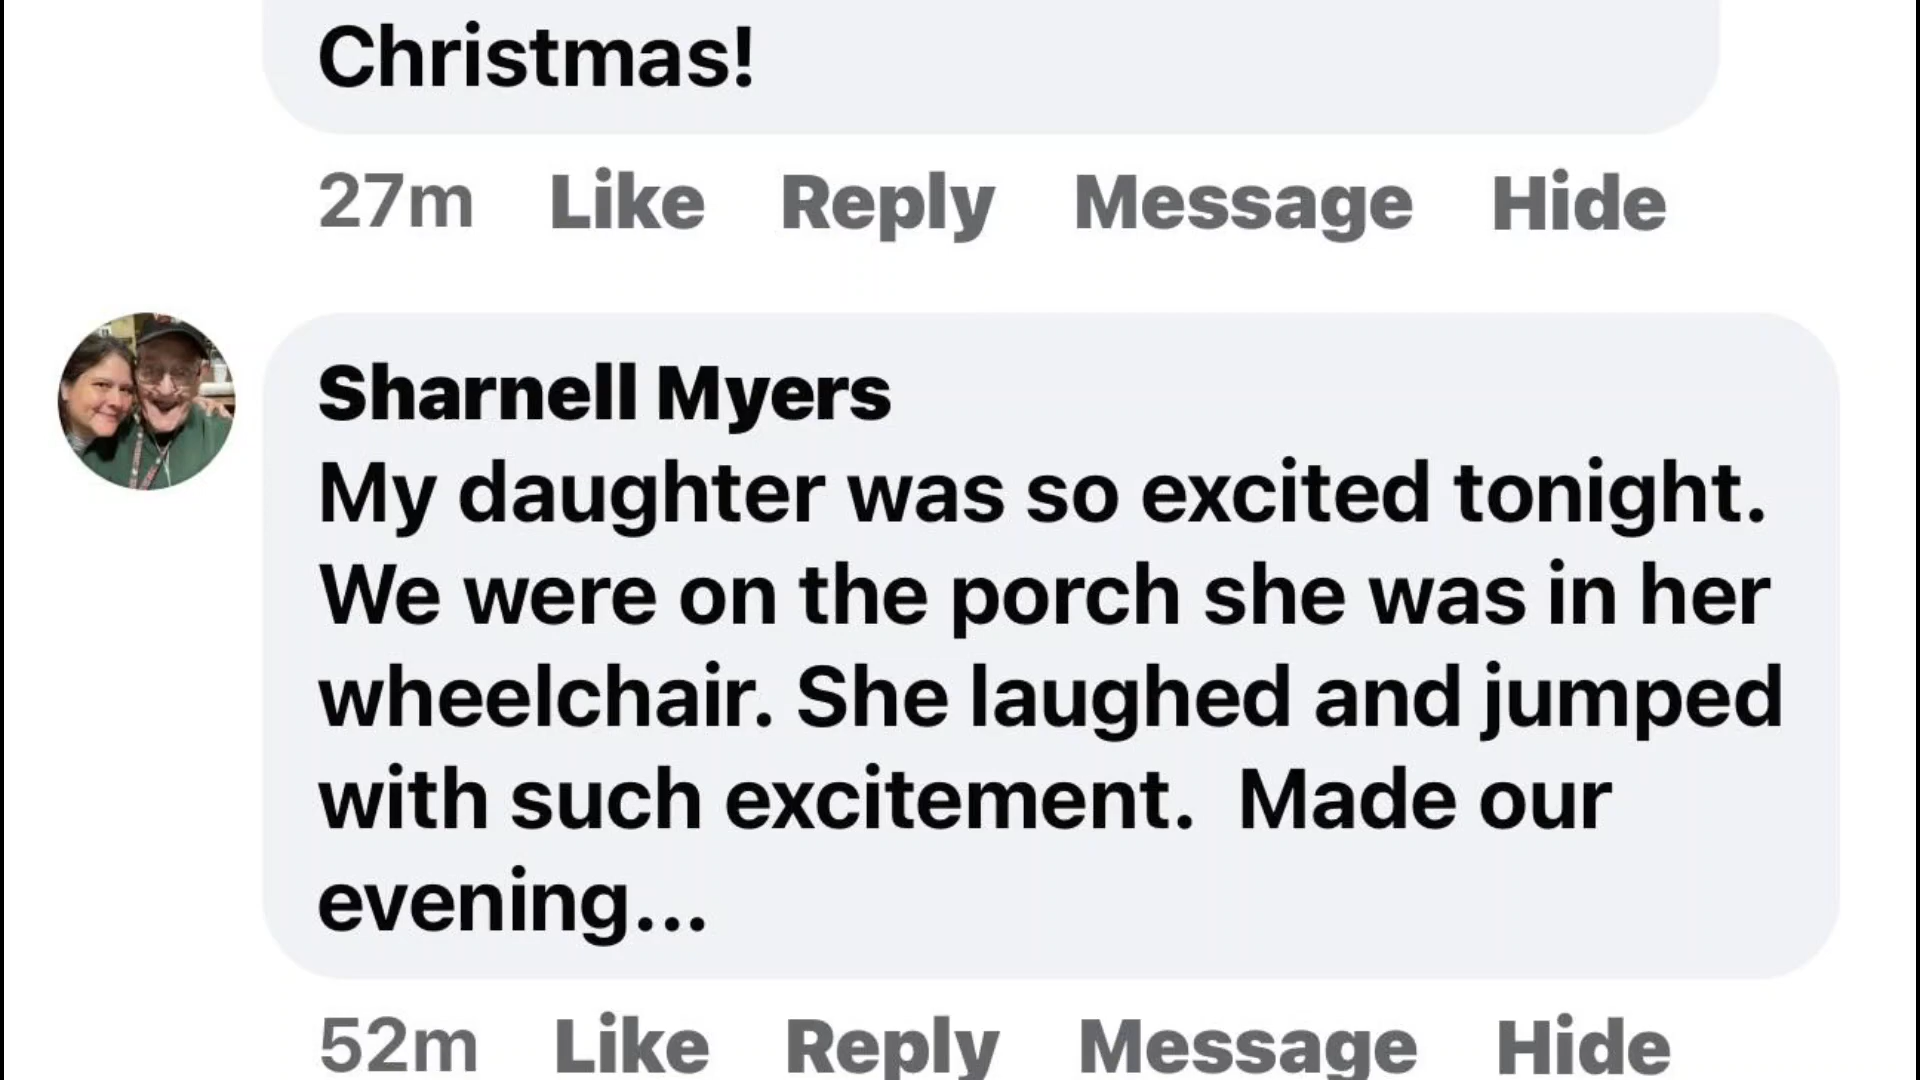 Christmas!
27m Like Reply Message Hide
Sharnell Myers
My daughter was so excited tonight.
We were on the porch she was in her
wheelchair. She laughed and jumped
with such excitement.  Made our
evening...
52m Like Reply Message Hide